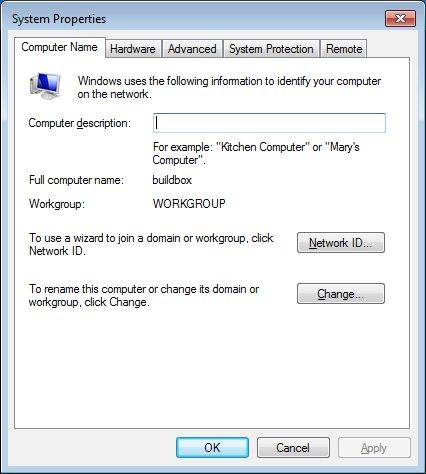 System Properties
Computer Name
Hardware
Advanced
System Protection
Remote
Windows uses the following information to identify your computer
on the network.
Computer description:
For example: "Kitchen Computer" or "Mary's
Computer".
Full computer name:
buildbox
Workgroup:
WORKGROUP
To use a wizard to join a domain or workgroup, click
Network ID.
Network ID...
To rename this computer or change its domain or
workgroup, click Change.
Change...
OK
Cancel
Apply